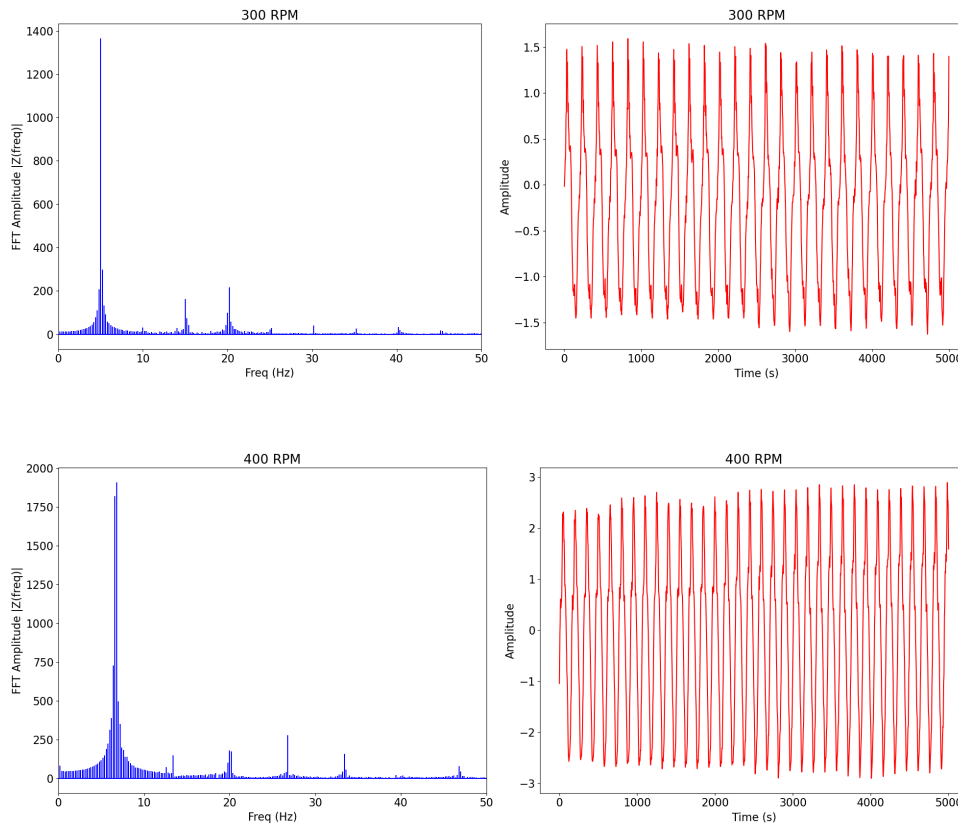 300 RPM
FFT Amplitude |Z(freq)|
1400
1200
1000
800
600
400
200
0
0 10 20 30 40 50
Freq (Hz)
300 RPM
Amplitude
1.5
1.0
0.5
0.0
−0.5
−1.0
−1.5
0 1000 2000 3000 4000 5000
Time (s)
400 RPM
FFT Amplitude |Z(freq)|
2000
1750
1500
1250
1000
750
500
250
0
0 10 20 30 40 50
Freq (Hz)
400 RPM
Amplitude
3
2
1
0
−1
−2
−3
0 1000 2000 3000 4000 5000
Time (s)